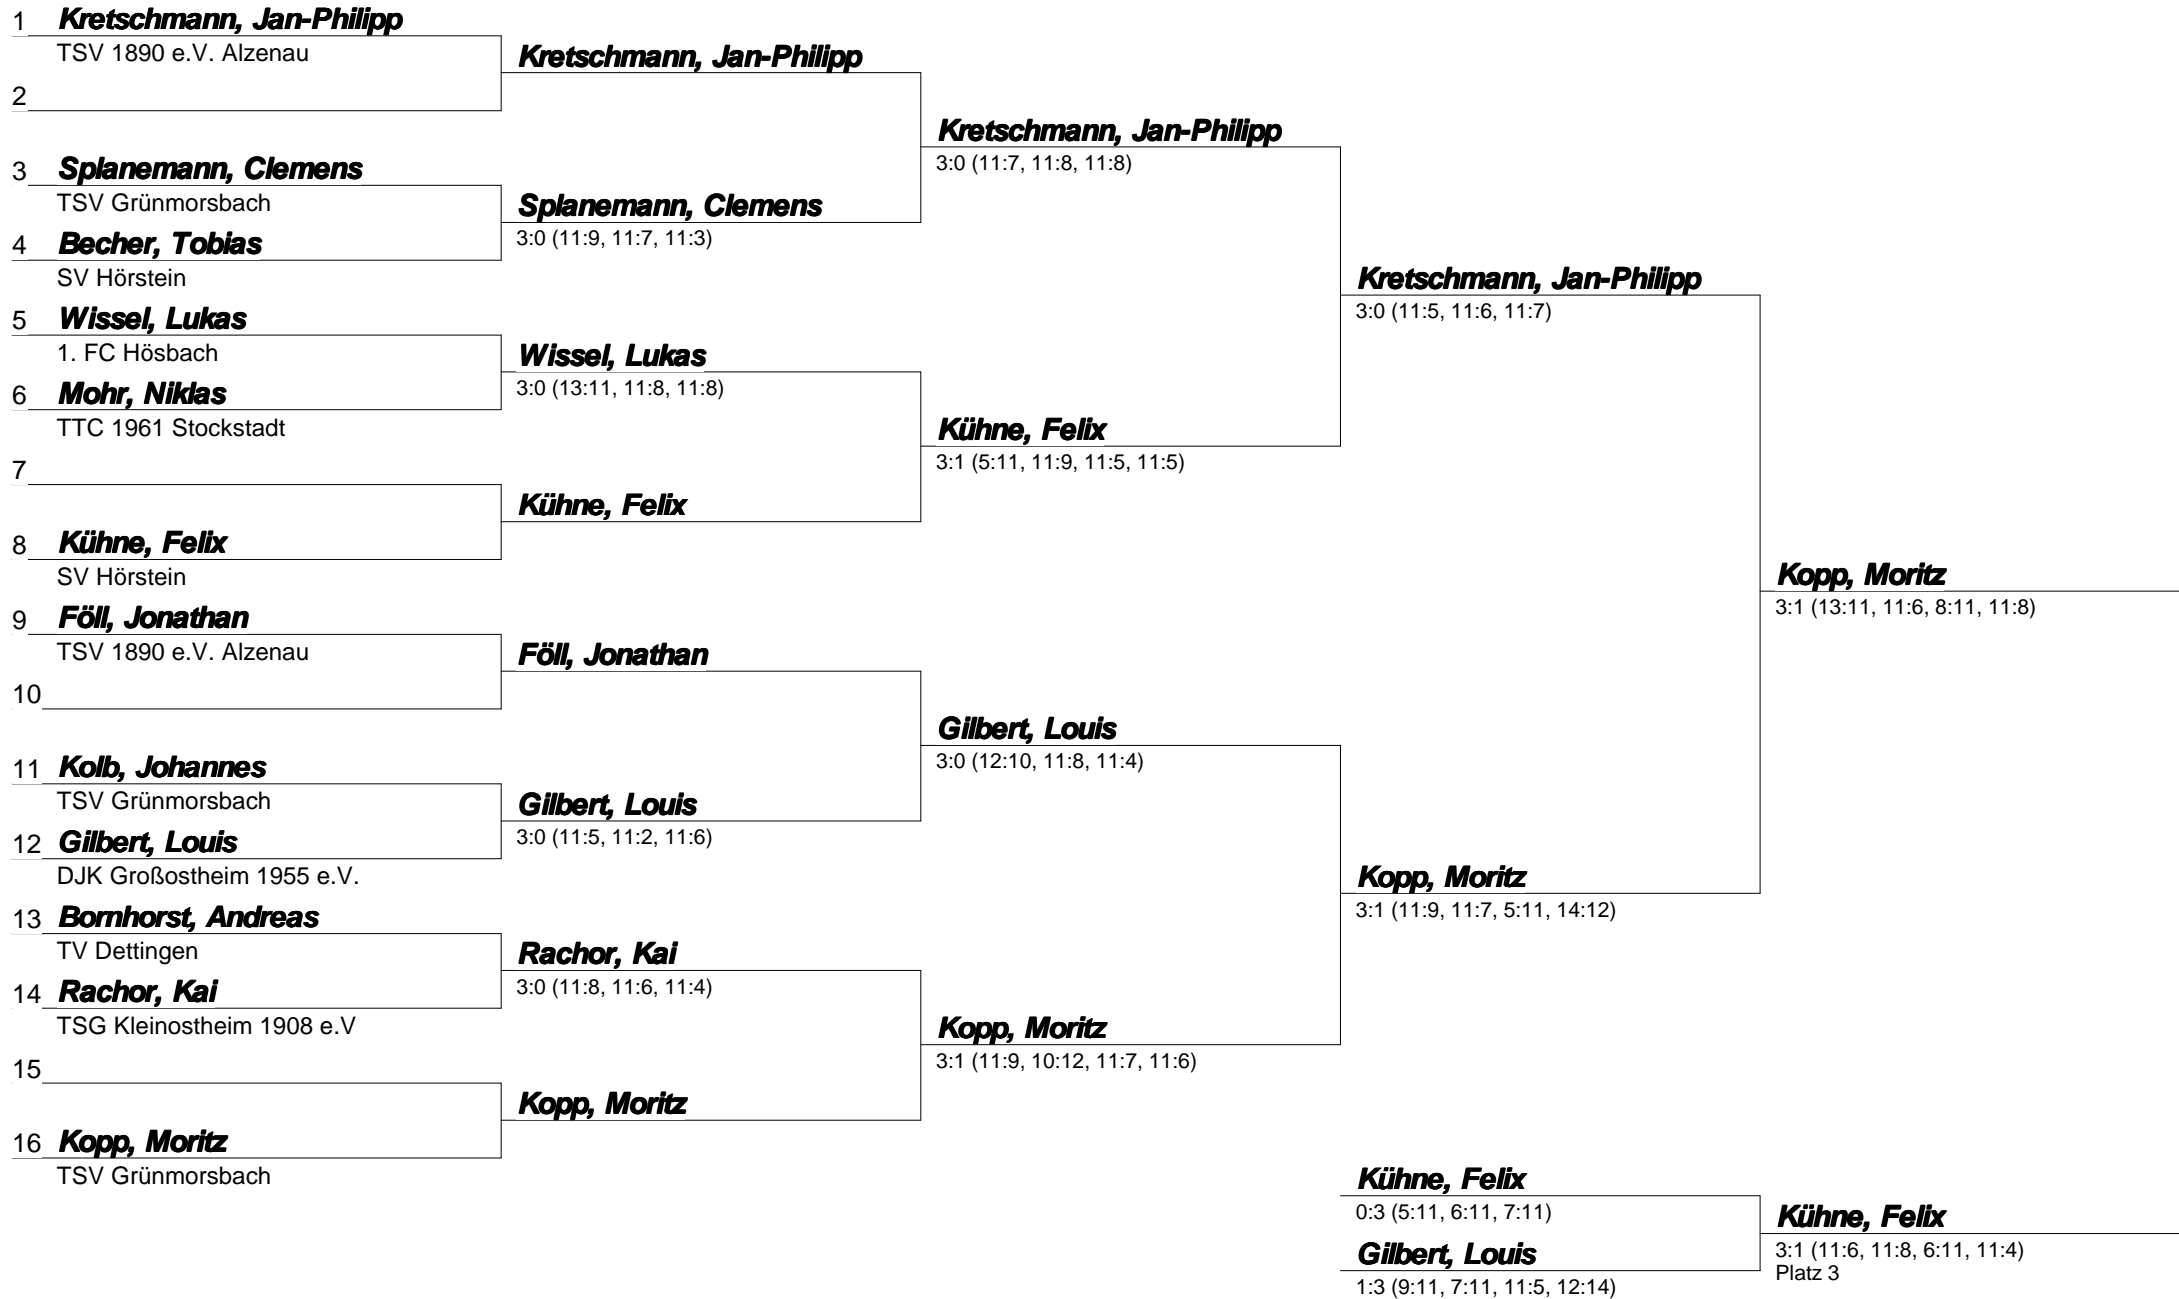 1 Kretschmann, Jan-Philipp
TSV 1890 e.V. Alzenau
2
3 Splanemann, Clemens
TSV Grünmorsbach
4 Becher, Tobias
SV Hörstein
5 Wissel, Lukas
1. FC Hösbach
6 Mohr, Niklas
TTC 1961 Stockstadt
7
8 Kühne, Felix
SV Hörstein
9 Föll, Jonathan
TSV 1890 e.V. Alzenau
10
11 Kolb, Johannes
TSV Grünmorsbach
12 Gilbert, Louis
DJK Großostheim 1955 e.V.
13 Bornhorst, Andreas
TV Dettingen
14 Rachor, Kai
TSG Kleinostheim 1908 e.V
15
16 Kopp, Moritz
TSV Grünmorsbach
Kretschmann, Jan-Philipp
Splanemann, Clemens
3:0 (11:9, 11:7, 11:3)
Wissel, Lukas
3:0 (13:11, 11:8, 11:8)
Kühne, Felix
Föll, Jonathan
Gilbert, Louis
3:0 (11:5, 11:2, 11:6)
Rachor, Kai
3:0 (11:8, 11:6, 11:4)
Kopp, Moritz
Kretschmann, Jan-Philipp
3:0 (11:7, 11:8, 11:8)
Kühne, Felix
3:1 (5:11, 11:9, 11:5, 11:5)
Gilbert, Louis
3:0 (12:10, 11:8, 11:4)
Kopp, Moritz
3:1 (11:9, 10:12, 11:7, 11:6)
Kretschmann, Jan-Philipp
3:0 (11:5, 11:6, 11:7)
Kopp, Moritz
3:1 (11:9, 11:7, 5:11, 14:12)
Kopp, Moritz
3:1 (13:11, 11:6, 8:11, 11:8)
Kühne, Felix
0:3 (5:11, 6:11, 7:11)
Gilbert, Louis
1:3 (9:11, 7:11, 11:5, 12:14)
Kühne, Felix
3:1 (11:6, 11:8, 6:11, 11:4)
Platz 3